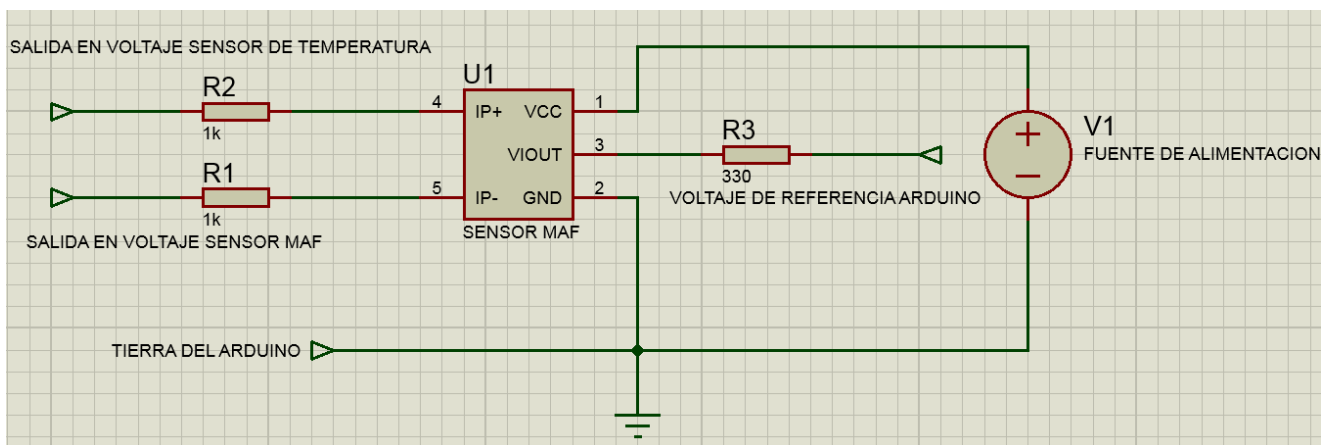 SALIDA EN VOLTAJE SENSOR DE TEMPERATURA
R2
1k
R1
1k
SALIDA EN VOLTAJE SENSOR MAF
U1
4
IP+
VCC
1
VIOUT
3
5
IP-
GND
2
SENSOR MAF
R3
330
VOLTAJE DE REFERENCIA ARDUINO
V1
FUENTE DE ALIMENTACION
TIERRA DEL ARDUINO